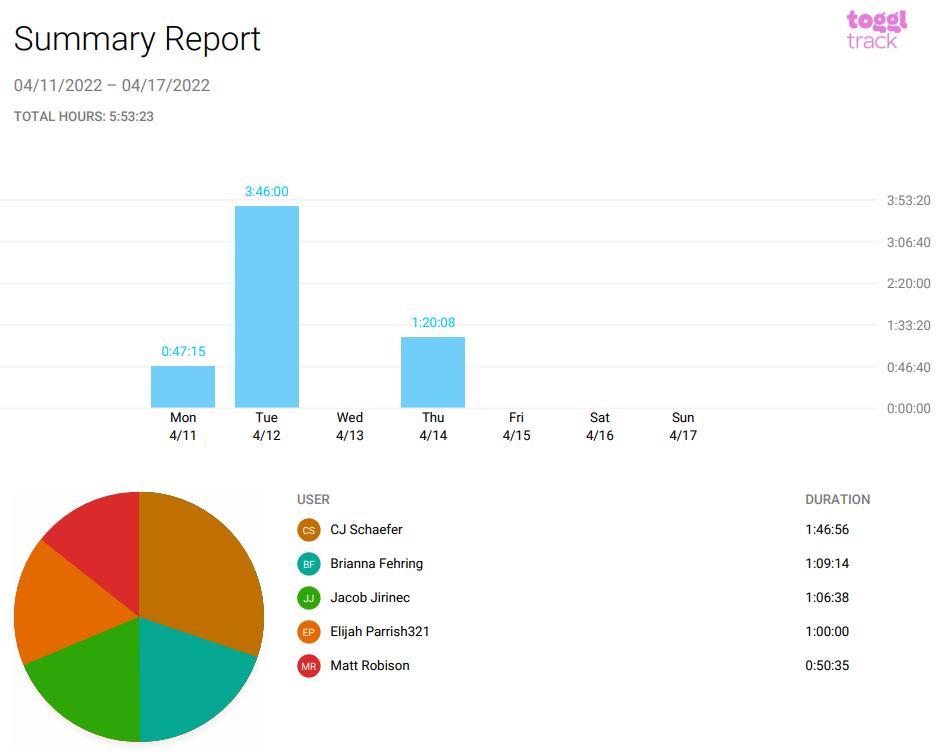 Summary Report
toggl
track
04/11/2022 – 04/17/2022
TOTAL HOURS: 5:53:23
3:46:00
3:53:20
3:06:40
2:20:00
1:20:08
1:33:20
0:47:15
0:46:40
0:00:00
Mon Tue Wed Thu Fri Sat Sun
4/11 4/12 4/13 4/14 4/15 4/16 4/17
USER DURATION
CS CJ Schaefer 1:46:56
BF Brianna Fehring 1:09:14
JJ Jacob Jirinec 1:06:38
EP Elijah Parrish321 1:00:00
MR Matt Robison 0:50:35